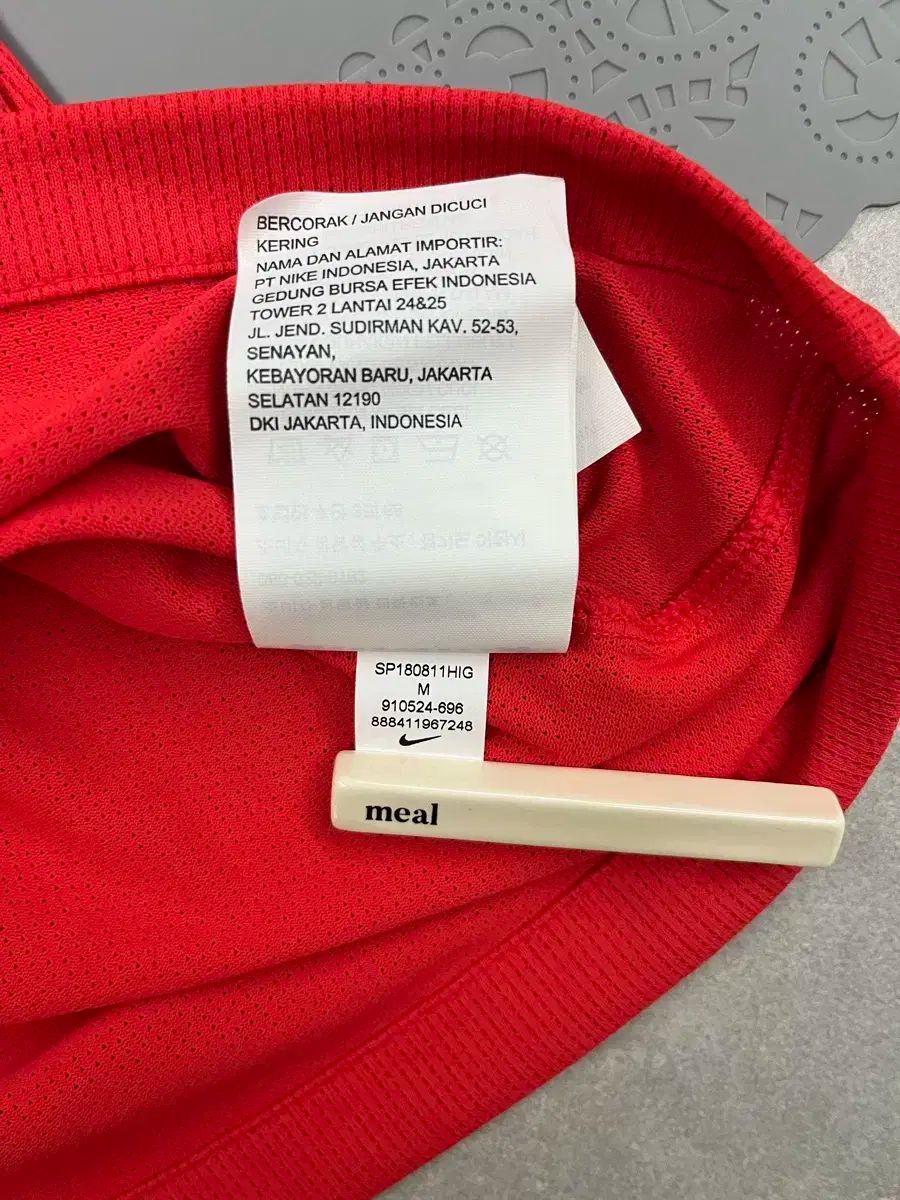 BERCORAK / JANGAN DICUCI
KERING
NAMA DAN ALAMAT IMPORTIR:
PT NIKE INDONESIA, JAKARTA
GEDUNG BURSA EFEK INDONESIA
TOWER 2 LANTAI 24&25
JL. JEND. SUDIRMAN KAV. 52-53,
SENAYAN,
KEBAYORAN BARU, JAKARTA
SELATAN 12190
DKI JAKARTA, INDONESIA
SP180811HIG
M
910524-696
888411967248
meal